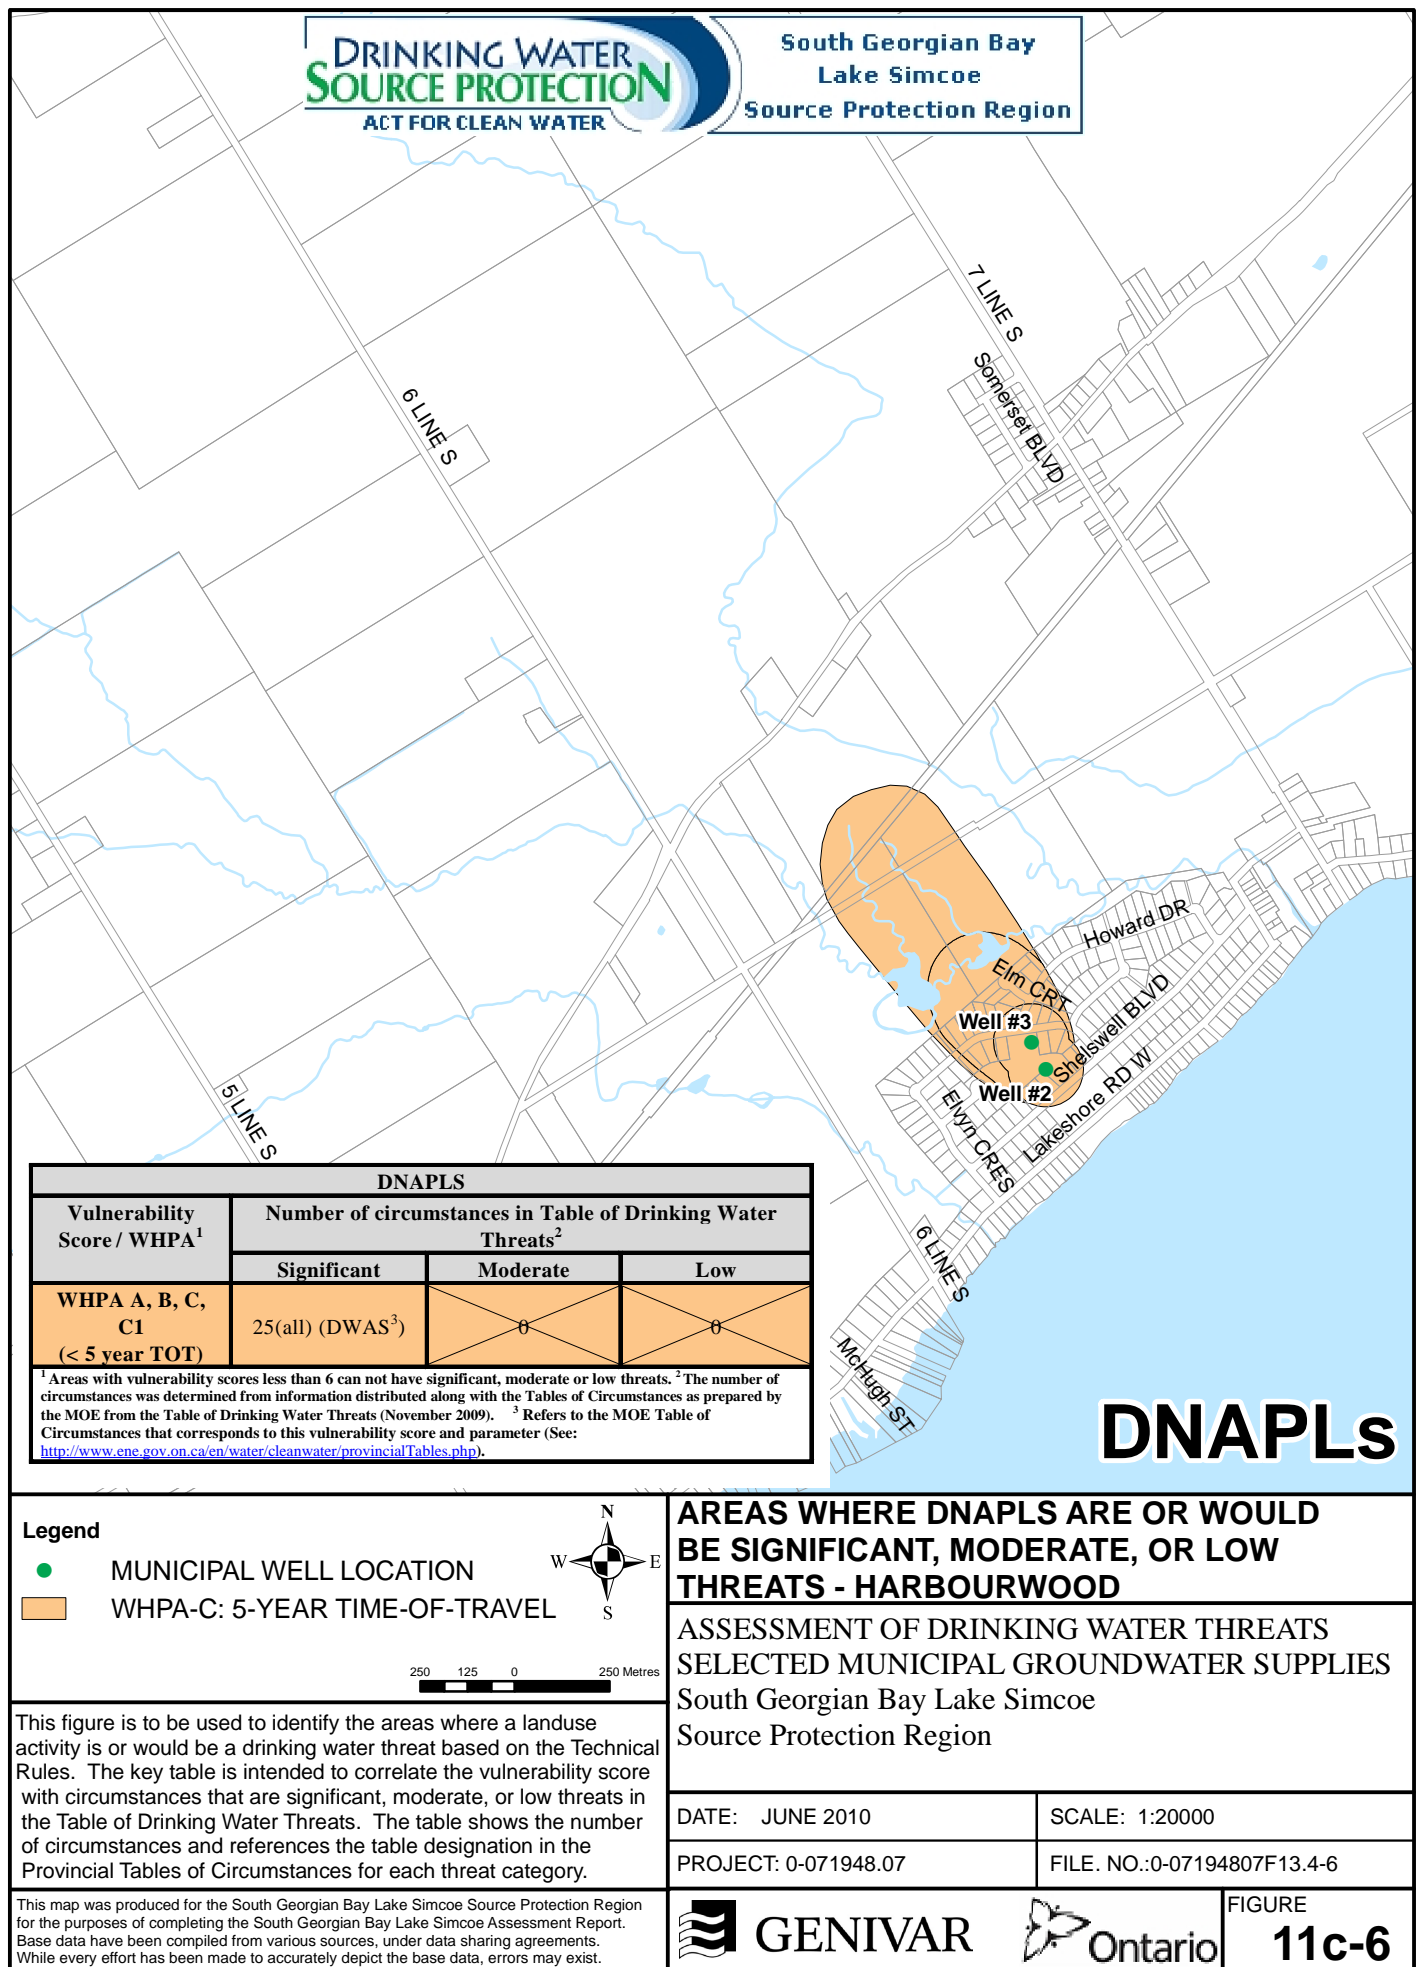 DRINKING WATER
SOURCE PROTECTION
ACT FOR CLEAN WATER
South Georgian Bay
Lake Simcoe
Source Protection Region
7 LINE S
Somerset BLVD
6 LINE S
Howard DR
Elm CRT
Well #3
Shelswell BLVD
Well #2
Lakeshore RD W
Elvyn CRES
5 LINE S
6 LINE S
McHugh ST
DNAPLS
Vulnerability
Score / WHPA1
Number of circumstances in Table of Drinking Water
Threats2
Significant
Moderate
Low
WHPA A, B, C,
C1
(< 5 year TOT)
25(all) (DWAS3)
0
0
1 Areas with vulnerability scores less than 6 can not have significant, moderate or low threats. 2 The number of
circumstances was determined from information distributed along with the Tables of Circumstances as prepared by
the MOE from the Table of Drinking Water Threats (November 2009). 3 Refers to the MOE Table of
Circumstances that corresponds to this vulnerability score and parameter (See:
http://www.ene.gov.on.ca/en/water/cleanwater/provincialTables.php).
DNAPLs
Legend
MUNICIPAL WELL LOCATION
WHPA-C: 5-YEAR TIME-OF-TRAVEL
N
W
E
S
250 125 0 250 Metres
This figure is to be used to identify the areas where a landuse
activity is or would be a drinking water threat based on the Technical
Rules. The key table is intended to correlate the vulnerability score
with circumstances that are significant, moderate, or low threats in
the Table of Drinking Water Threats. The table shows the number
of circumstances and references the table designation in the
Provincial Tables of Circumstances for each threat category.
This map was produced for the South Georgian Bay Lake Simcoe Source Protection Region
for the purposes of completing the South Georgian Bay Lake Simcoe Assessment Report.
Base data have been compiled from various sources, under data sharing agreements.
While every effort has been made to accurately depict the base data, errors may exist.
AREAS WHERE DNAPLS ARE OR WOULD
BE SIGNIFICANT, MODERATE, OR LOW
THREATS - HARBOURWOOD
ASSESSMENT OF DRINKING WATER THREATS
SELECTED MUNICIPAL GROUNDWATER SUPPLIES
South Georgian Bay Lake Simcoe
Source Protection Region
DATE: JUNE 2010
SCALE: 1:20000
PROJECT: 0-071948.07
FILE. NO.:0-07194807F13.4-6
GENIVAR
Ontario
FIGURE
11c-6